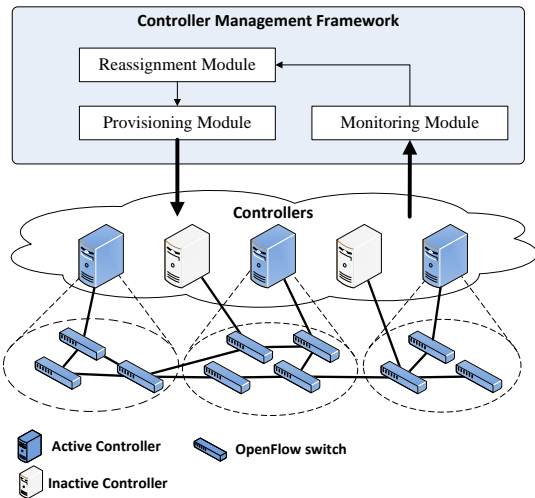 Controller Management Framework
Reassignment Module
Provisioning Module
Monitoring Module
Controllers
Active Controller
OpenFlow switch
Inactive Controller